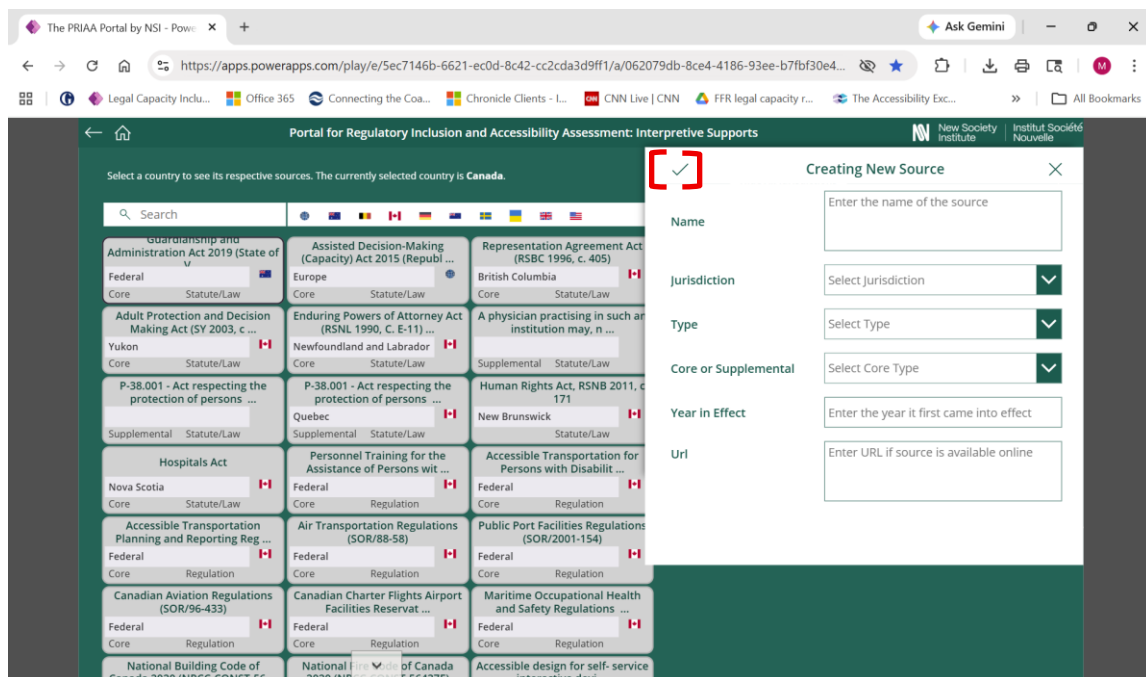 The PRIAA Portal by NSI - Powe
Ask Gemini
https://apps.powerapps.com/play/e/5ec7146b-6621-ec0d-8c42-cc2cda3d9ff1/a/062079db-8ce4-4186-93ee-b7fbf30e4...
M
Legal Capacity Inclu...
Office 365
Connecting the Coa...
Chronicle Clients - I...
CNN Live | CNN
FFR legal capacity r...
The Accessibility Exc...
All Bookmarks
Portal for Regulatory Inclusion and Accessibility Assessment: Interpretive Supports
New Society Institute
Institut Société Nouvelle
Select a country to see its respective sources. The currently selected country is Canada.
Search
Guardianship and
Administration Act 2019 (State of
Federal
Core Statute/Law
Assisted Decision-Making
(Capacity) Act 2015 (Republ ...
Europe
Core Statute/Law
Representation Agreement Act
(RSBC 1996, c. 405)
British Columbia
Core Statute/Law
Adult Protection and Decision
Making Act (SY 2003, c ...
Yukon
Core Statute/Law
Enduring Powers of Attorney Act
(RSNL 1990, C. E-11) ...
Newfoundland and Labrador
Core Statute/Law
A physician practising in such an
institution may, n ...
Supplemental Statute/Law
P-38.001 - Act respecting the
protection of persons ...
Supplemental Statute/Law
P-38.001 - Act respecting the
protection of persons ...
Quebec
Supplemental Statute/Law
Human Rights Act, RSNB 2011, c
171
New Brunswick
Statute/Law
Hospitals Act
Nova Scotia
Core Statute/Law
Personnel Training for the
Assistance of Persons wit ...
Federal
Core Regulation
Accessible Transportation for
Persons with Disabilit ...
Federal
Core Regulation
Accessible Transportation
Planning and Reporting Reg ...
Federal
Core Regulation
Air Transportation Regulations
(SOR/88-58)
Federal
Core Regulation
Public Port Facilities Regulations
(SOR/2001-154)
Federal
Core Regulation
Canadian Aviation Regulations
(SOR/96-433)
Federal
Core Regulation
Canadian Charter Flights Airport
Facilities Reservat ...
Federal
Core Regulation
Maritime Occupational Health
and Safety Regulations ...
Federal
Core Regulation
National Building Code of
National Fire Code of Canada
Accessible design for self- service
Creating New Source
Name
Enter the name of the source
Jurisdiction
Select Jurisdiction
Type
Select Type
Core or Supplemental
Select Core Type
Year in Effect
Enter the year it first came into effect
Url
Enter URL if source is available online